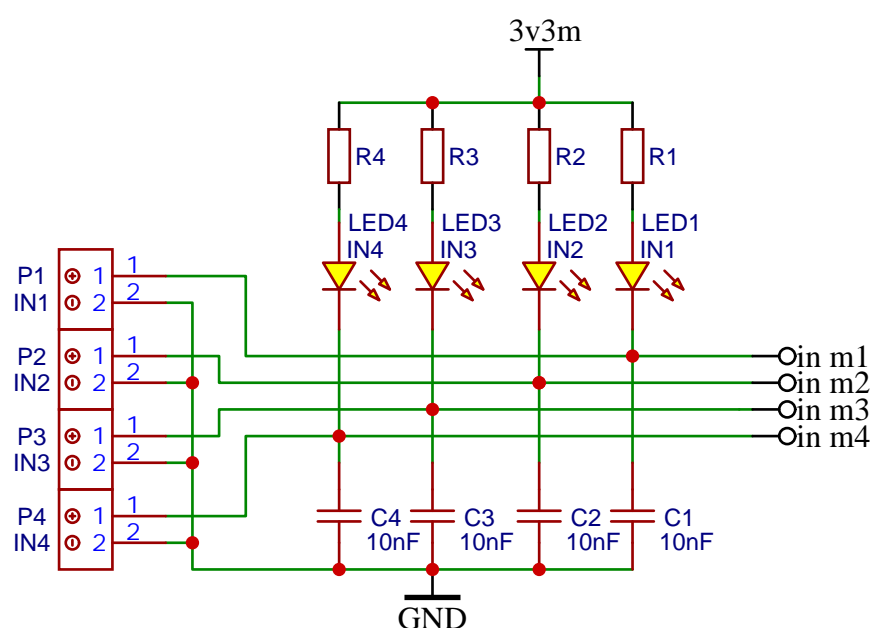 3v3m
R4 R3 R2 R1
LED4 LED3 LED2 LED1
IN4 IN3 IN2 IN1
P1 1 1
IN1 2 2
P2 1 1
IN2 2 2
P3 1 1
IN3 2 2
P4 1 1
IN4 2 2
in m1
in m2
in m3
in m4
C4 C3 C2 C1
10nF 10nF 10nF 10nF
GND